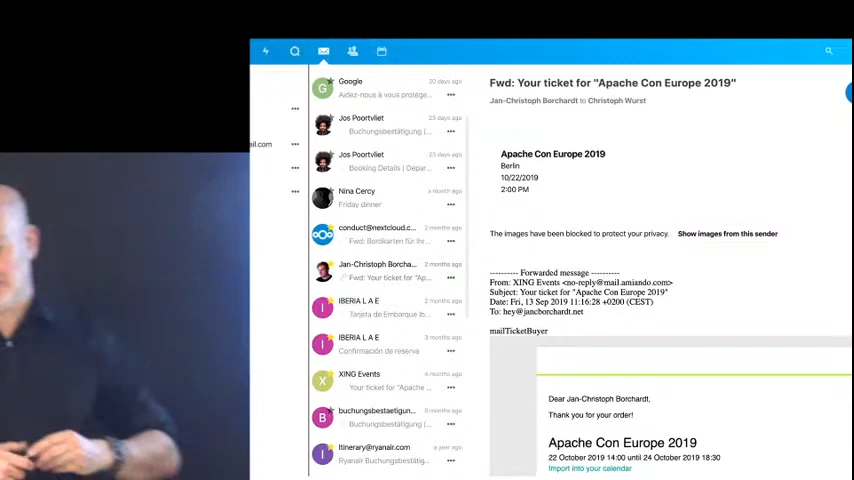 ail.com
Google
20 days ago
Aidez-nous à vous protége...
Jos Poortvliet
25 days ago
Buchungsbestätigung (...
Jos Poortvliet
25 days ago
Booking Details | Depar...
Nina Cercy
a month ago
Friday dinner
conduct@nextcloud.c...
2 months ago
Fwd: Bordkarten für Ihr...
Jan-Christoph Borcha...
2 months ago
Fwd: Your ticket for "Ap...
IBERIA L A E
2 months ago
Tarjeta de Embarque Ib...
IBERIA L A E
3 months ago
Confirmación de reserva
XING Events
4 months ago
Your ticket for "Apache ...
buchungsbestaetigun...
8 months ago
Buchungsbestätigung (...
Itinerary@ryanair.com
a year ago
Ryanair Buchungsbestätig...
Fwd: Your ticket for "Apache Con Europe 2019"
Jan-Christoph Borchardt to Christoph Wurst
Apache Con Europe 2019
Berlin
10/22/2019
2:00 PM
The images have been blocked to protect your privacy. Show images from this sender
---------- Forwarded message ----------
From: XING Events <no-reply@mail.amiando.com>
Subject: Your ticket for "Apache Con Europe 2019"
Date: Fri, 13 Sep 2019 11:16:28 +0200 (CEST)
To: hey@jancborchardt.net
mailTicketBuyer
Dear Jan-Christoph Borchardt,
Thank you for your order!
Apache Con Europe 2019
22 October 2019 14:00 until 24 October 2019 18:30
Import into your calendar